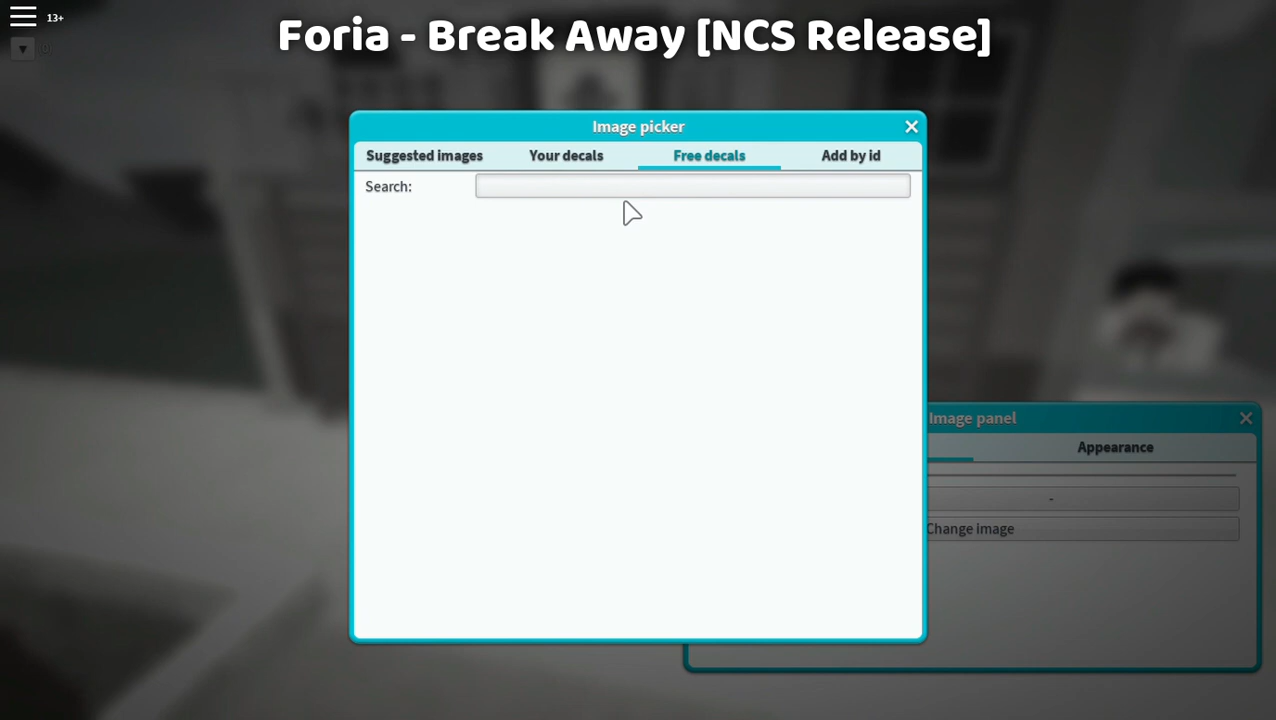 13+
Foria - Break Away [NCS Release]
Image picker
Suggested images
Your decals
Free decals
Add by id
Search:
Image panel
Appearance
-
Change image